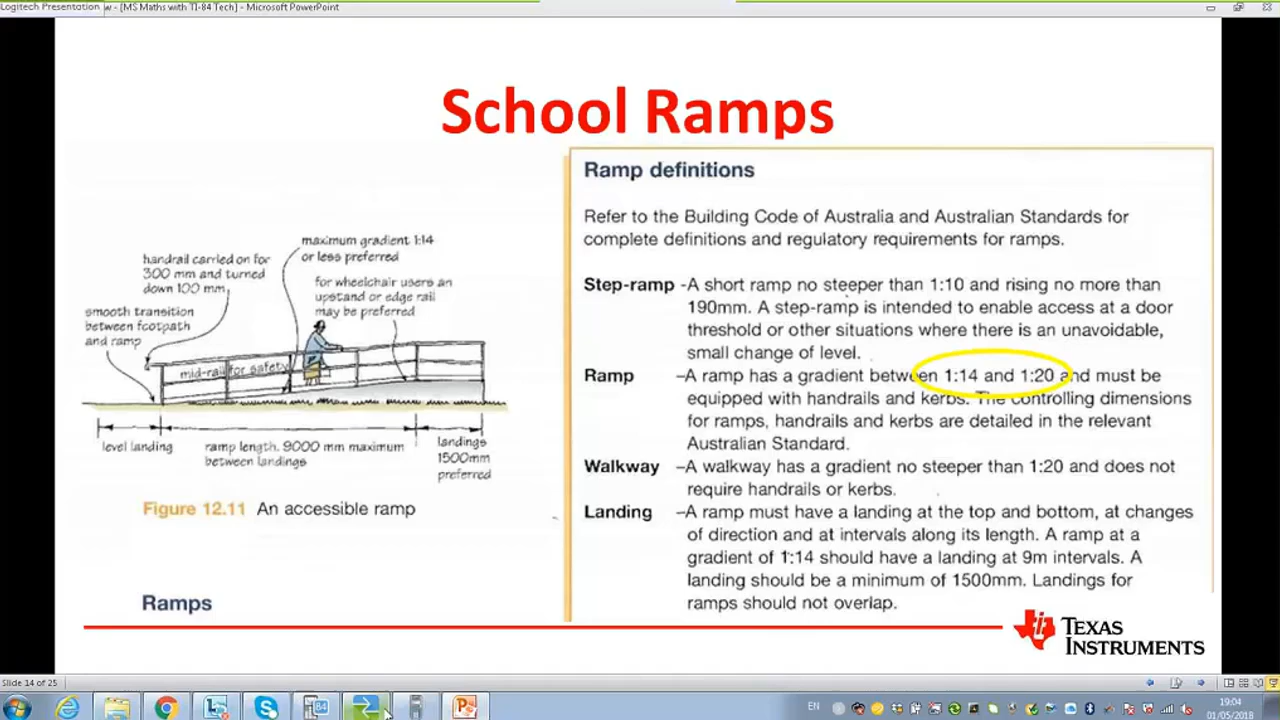 Logitech Presentation
w - [MS Maths with TI-84 Tech] - Microsoft PowerPoint
School Ramps
maximum gradient 1:14
or less preferred
handrail carried on for
300 mm and turned
down 100 mm
for wheelchair users an
upstand or edge rail
may be preferred
smooth transition
between footpath
and ramp
mid-rail for safety
level landing
ramp length. 9000 mm maximum
between landings
landings
1500mm
preferred
Figure 12.11 An accessible ramp
Ramps
Ramp definitions
Refer to the Building Code of Australia and Australian Standards for
complete definitions and regulatory requirements for ramps.
Step-ramp -A short ramp no steeper than 1:10 and rising no more than
190mm. A step-ramp is intended to enable access at a door
threshold or other situations where there is an unavoidable,
small change of level.
Ramp –A ramp has a gradient between 1:14 and 1:20 and must be
equipped with handrails and kerbs. The controlling dimensions
for ramps, handrails and kerbs are detailed in the relevant
Australian Standard.
Walkway –A walkway has a gradient no steeper than 1:20 and does not
require handrails or kerbs.
Landing –A ramp must have a landing at the top and bottom, at changes
of direction and at intervals along its length. A ramp at a
gradient of 1:14 should have a landing at 9m intervals. A
landing should be a minimum of 1500mm. Landings for
ramps should not overlap.
TEXAS
INSTRUMENTS
Slide 14 of 25
84
EN
19:04
01/05/2018